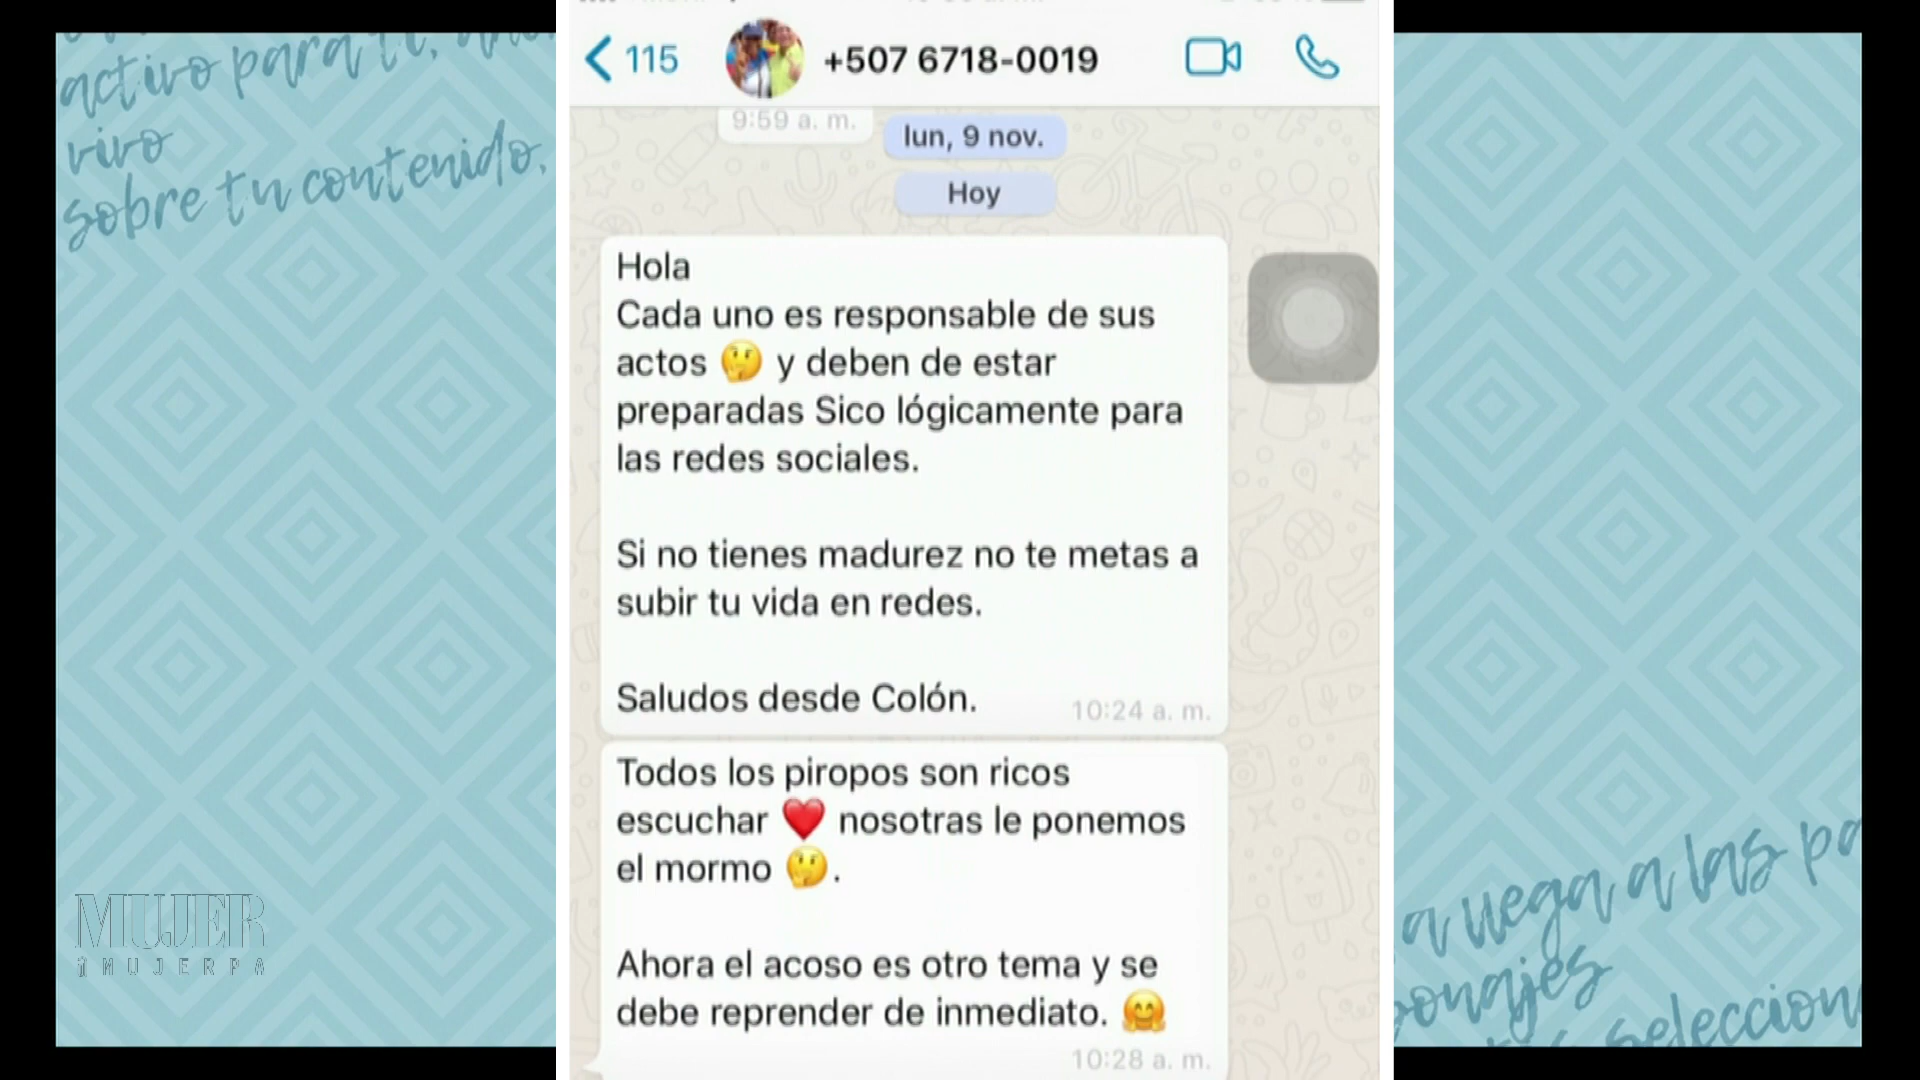 activo para ti,
vivo
sobre tu contenido,
115
+507 6718-0019
9:59 a. m.
lun, 9 nov.
Hoy
Hola
Cada uno es responsable de sus
actos 🤔 y deben de estar
preparadas Sico lógicamente para
las redes sociales.
Si no tienes madurez no te metas a
subir tu vida en redes.
Saludos desde Colón.
10:24 a. m.
Todos los piropos son ricos
escuchar ❤️ nosotras le ponemos
el mormo 🤔.
Ahora el acoso es otro tema y se
debe reprender de inmediato. 🤗
10:28 a. m.
MUJER
@MUJERPA
a las